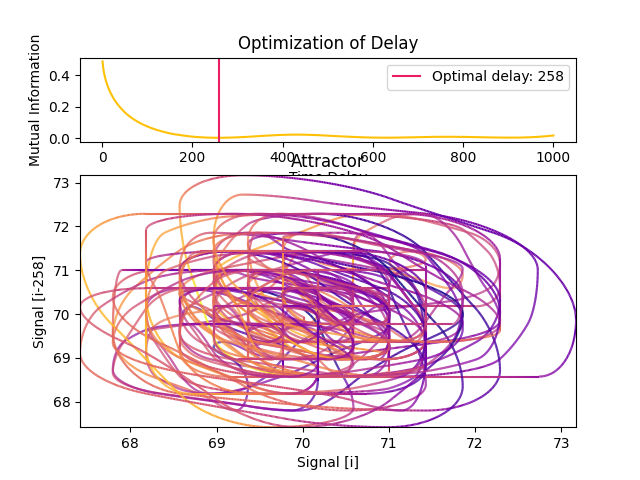 Optimization of Delay
Mutual Information
0.4
0.2
0.0
Optimal delay: 258
0 200 400 600 800 1000
Time Delay
Attractor
Signal [i-258]
73
72
71
70
69
68
68 69 70 71 72 73
Signal [i]